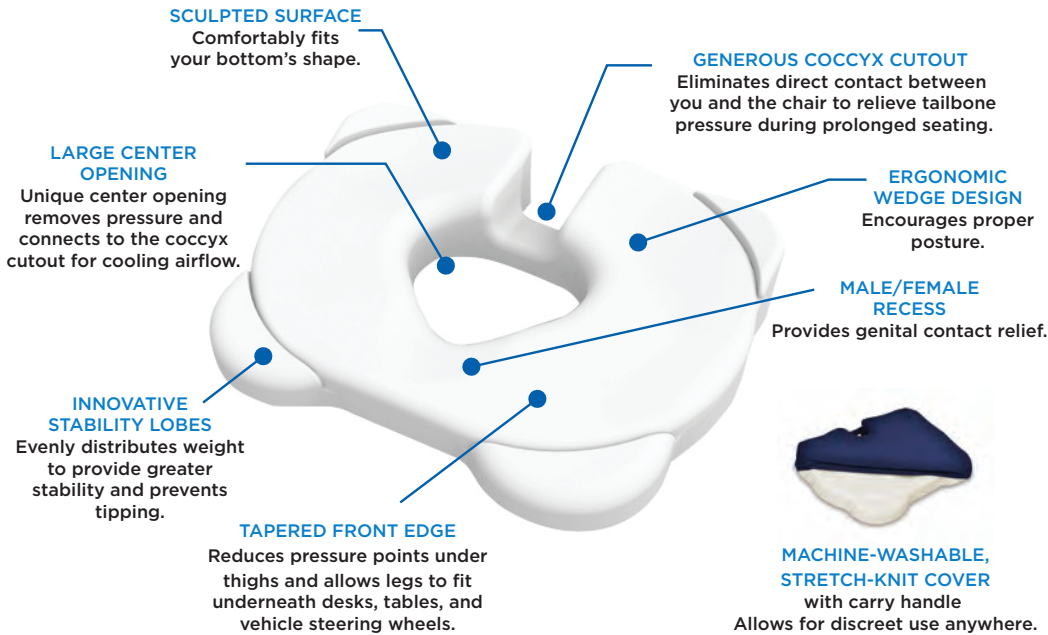 SCULPTED SURFACE
Comfortably fits
your bottom's shape.
GENEROUS COCCYX CUTOUT
Eliminates direct contact between
you and the chair to relieve tailbone
pressure during prolonged seating.
LARGE CENTER
OPENING
Unique center opening
removes pressure and
connects to the coccyx
cutout for cooling airflow.
ERGONOMIC
WEDGE DESIGN
Encourages proper
posture.
MALE/FEMALE
RECESS
Provides genital contact relief.
INNOVATIVE
STABILITY LOBES
Evenly distributes weight
to provide greater
stability and prevents
tipping.
TAPERED FRONT EDGE
Reduces pressure points under
thighs and allows legs to fit
underneath desks, tables, and
vehicle steering wheels.
MACHINE-WASHABLE,
STRETCH-KNIT COVER
with carry handle
Allows for discreet use anywhere.